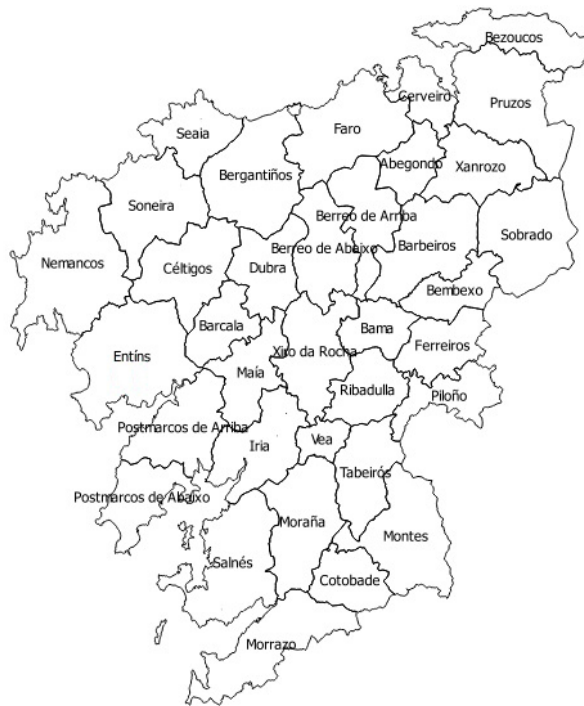 Bezoucos
Cerveiro
Pruzos
Seaia
Faro
Bergantiños
Abegondo
Xanrozo
Soneira
Berreo de Arriba
Sobrado
Berreo de Abaixo
Barbeiros
Nemancos
Céltigos
Dubra
Bembexo
Barcala
Bama
Entíns
Xiro da Rocha
Ferreiros
Maía
Ribadulla
Piloño
Postmarcos de Arriba
Iria
Vea
Tabeirós
Postmarcos de Abaixo
Moraña
Montes
Salnés
Cotobade
Morrazo